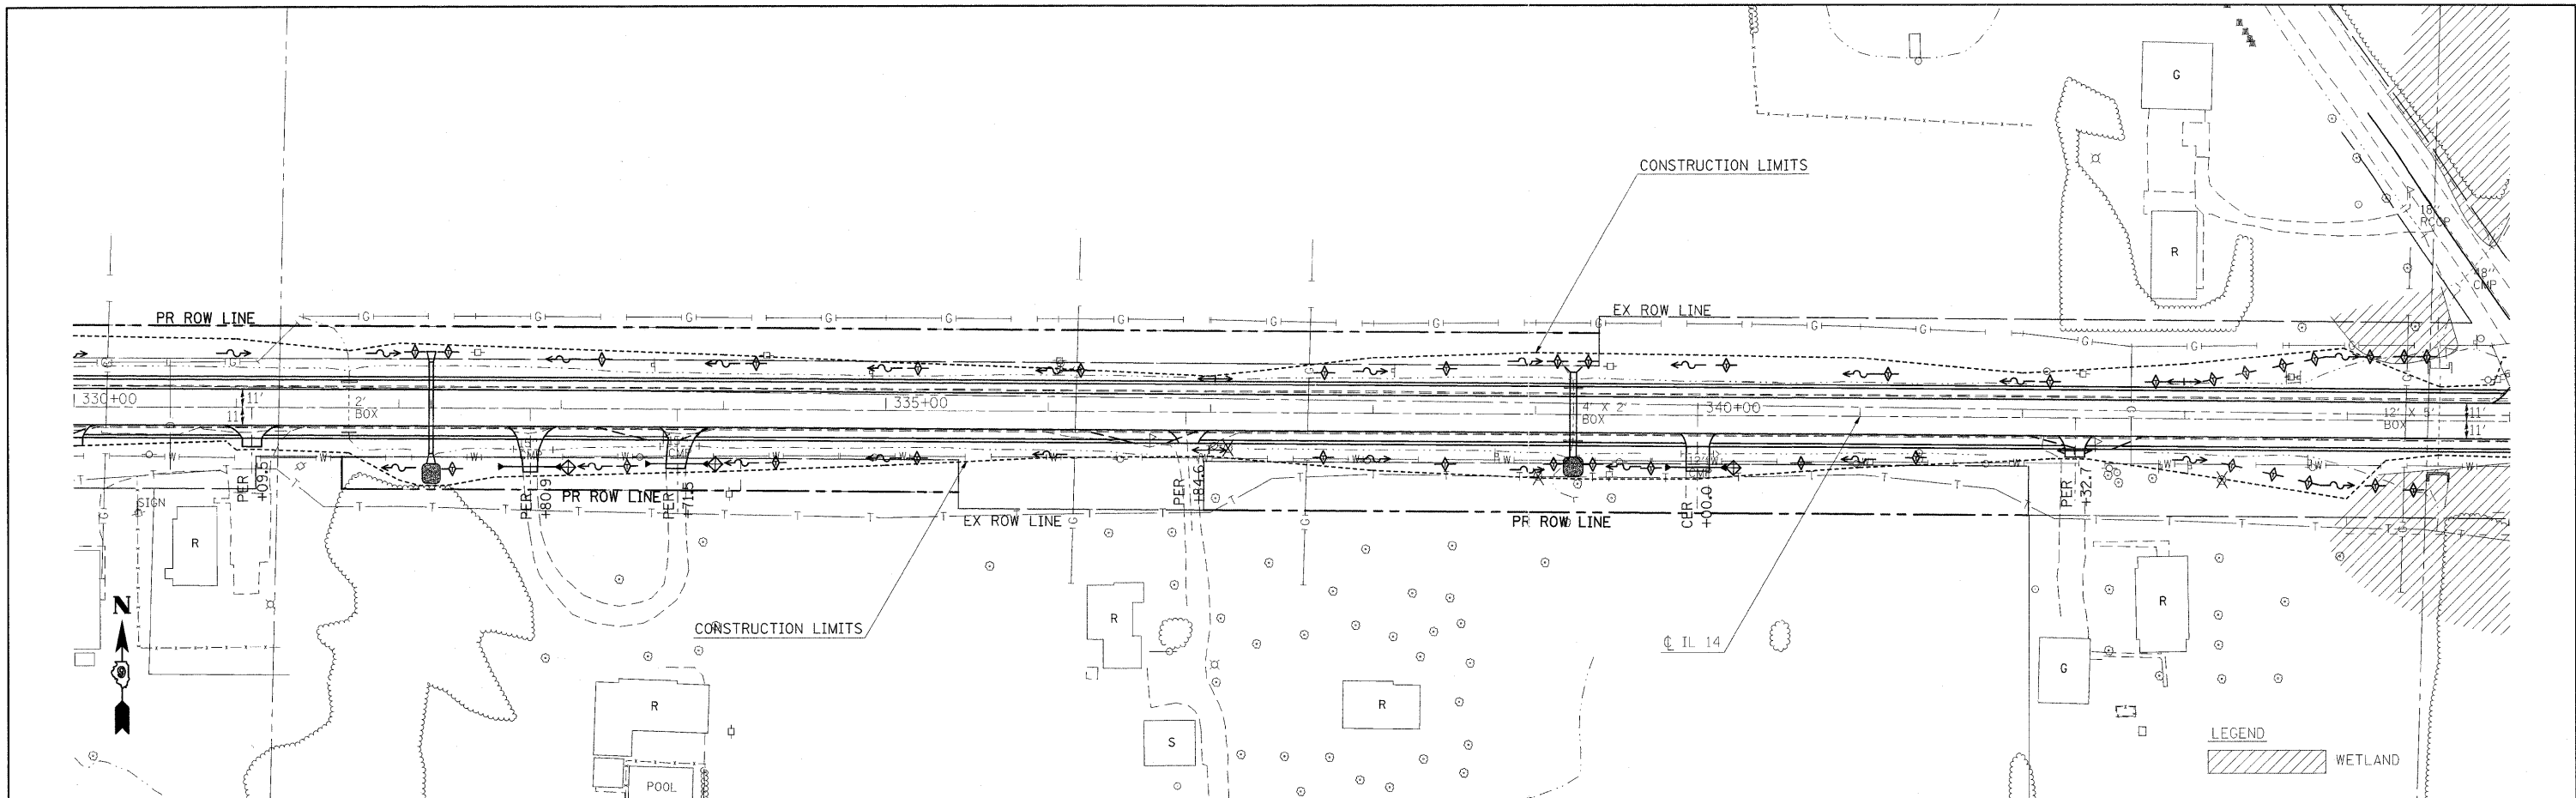 G
CONSTRUCTION LIMITS
18"
RCCP
R
48"
CMP
PR ROW LINE
EX ROW LINE
G G G G G G G G G G G G
330+00
11'
11'
2'
BOX
335+00
4' X 2'
BOX
340+00
12' X 5'
BOX
11'
11'
PER
+09.5
PER
+80.9
PER
+71.5
PER
+84.6
CER
+00.0
PER
+32.7
SIGN
R
PR ROW LINE
EX ROW LINE
PR ROW LINE
N
CONSTRUCTION LIMITS
R
R
S
R
POOL
℄ IL 14
R
G
LEGEND
WETLAND